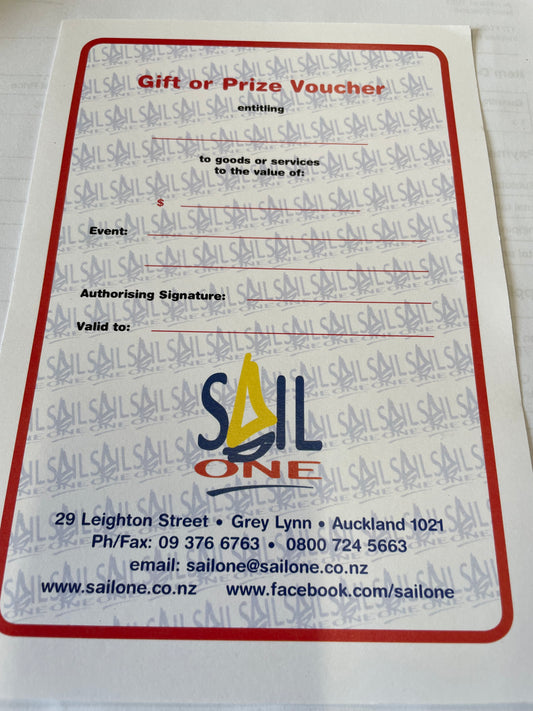 Gift or Prize Voucher
entitling
to goods or services
to the value of:
$
Event:
Authorising Signature:
Valid to:
SAIL
ONE
29 Leighton Street • Grey Lynn • Auckland 1021
Ph/Fax: 09 376 6763 • 0800 724 5663
email: sailone@sailone.co.nz
www.sailone.co.nz www.facebook.com/sailone